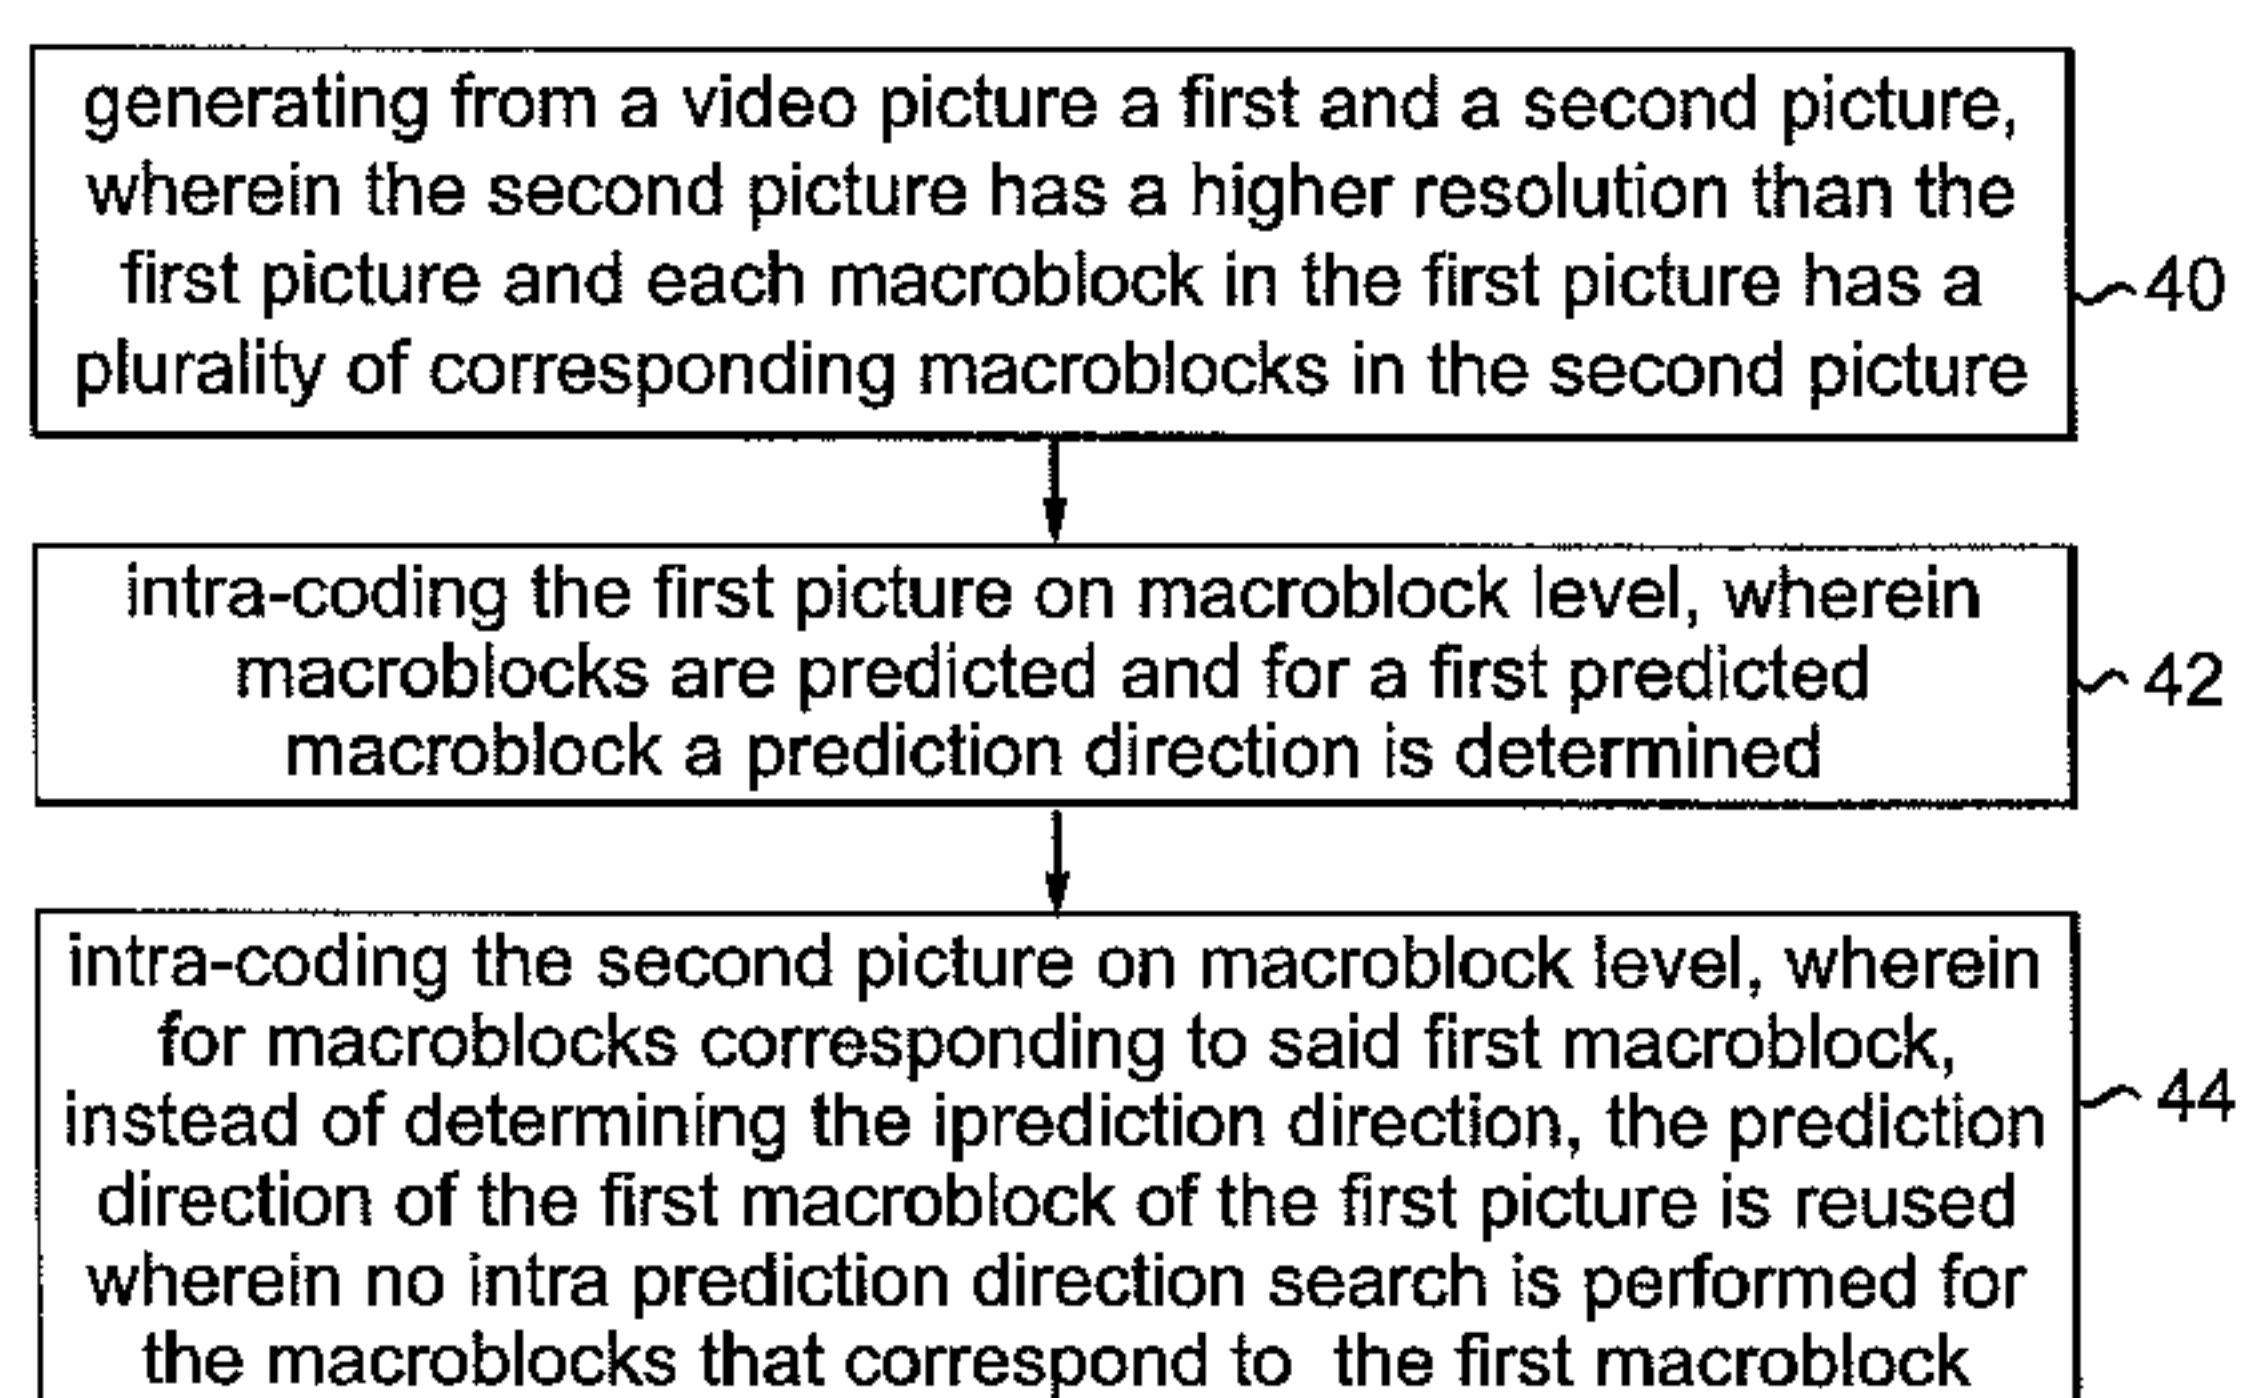 generating from a video picture a first and a second picture,
wherein the second picture has a higher resolution than the
first picture and each macroblock in the first picture has a
plurality of corresponding macroblocks in the second picture
40
intra-coding the first picture on macroblock level, wherein
macroblocks are predicted and for a first predicted
macroblock a prediction direction is determined
42
intra-coding the second picture on macroblock level, wherein
for macroblocks corresponding to said first macroblock,
instead of determining the iprediction direction, the prediction
direction of the first macroblock of the first picture is reused
wherein no intra prediction direction search is performed for
the macroblocks that correspond to the first macroblock
44